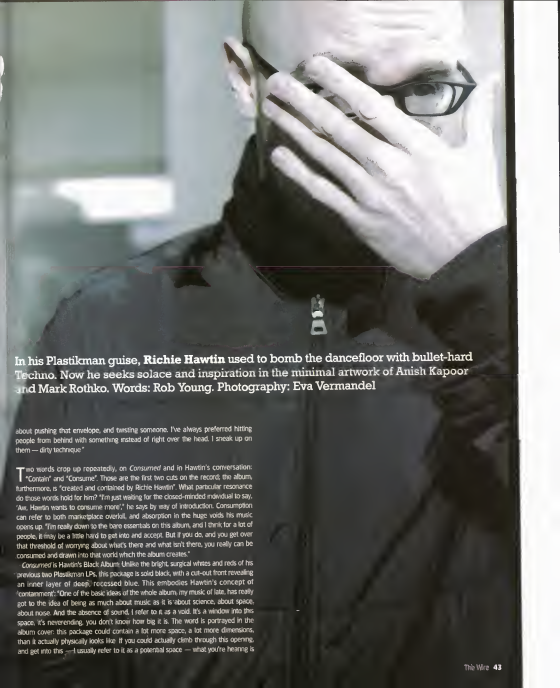 In his Plastikman guise, Richie Hawtin used to bomb the dancefloor with bullet-hard
Techno. Now he seeks solace and inspiration in the minimal artwork of Anish Kapoor
and Mark Rothko. Words: Rob Young. Photography: Eva Vermandel
about pushing that envelope, and twisting someone. I've always preferred hitting
people from behind with something instead of right over the head. I sneak up on
them — dirty technique"
Two words crop up repeatedly, on Consumed and in Hawtin's conversation:
"Contain" and "Consume". Those are the first two cuts on the record; the album,
furthermore, is "created and contained by Richie Hawtin". What particular resonance
do those words hold for him? "I'm just waiting for the closed-minded individual to say,
Hawtin wants to consume more'," he says by way of introduction. Consumption
can refer to both marketplace overkill, and absorption in the huge voids his music
opens up. "I'm really down to the bare essentials on this album, and I think for a lot of
people, it may be a little hard to get into and accept. But if you do, and you get over
that threshold of worrying about what's there and what isn't there, you really can be
consumed and drawn into that world which the album creates."
Consumed is Hawtin's Black Album. Unlike the bright, surgical whites and reds of his
previous two Plastikman LPs, this package is solid black, with a cut-out front revealing
an inner layer of deep, recessed blue. This embodies Hawtin's concept of
'containment': "One of the basic ideas of the whole album, my music of late, has really
got to the idea of being as much about music as it is about science, about space,
about noise. And the absence of sound. I refer to it as a void. It's a window into this
space, it's neverending, you don't know how big it is. The word is portrayed in the
album cover: this package could contain a lot more space, a lot more dimensions,
than it actually physically looks like. If you could actually climb through this opening,
and get into this — I usually refer to it as a potential space — what you're hearing is
The Wire 43